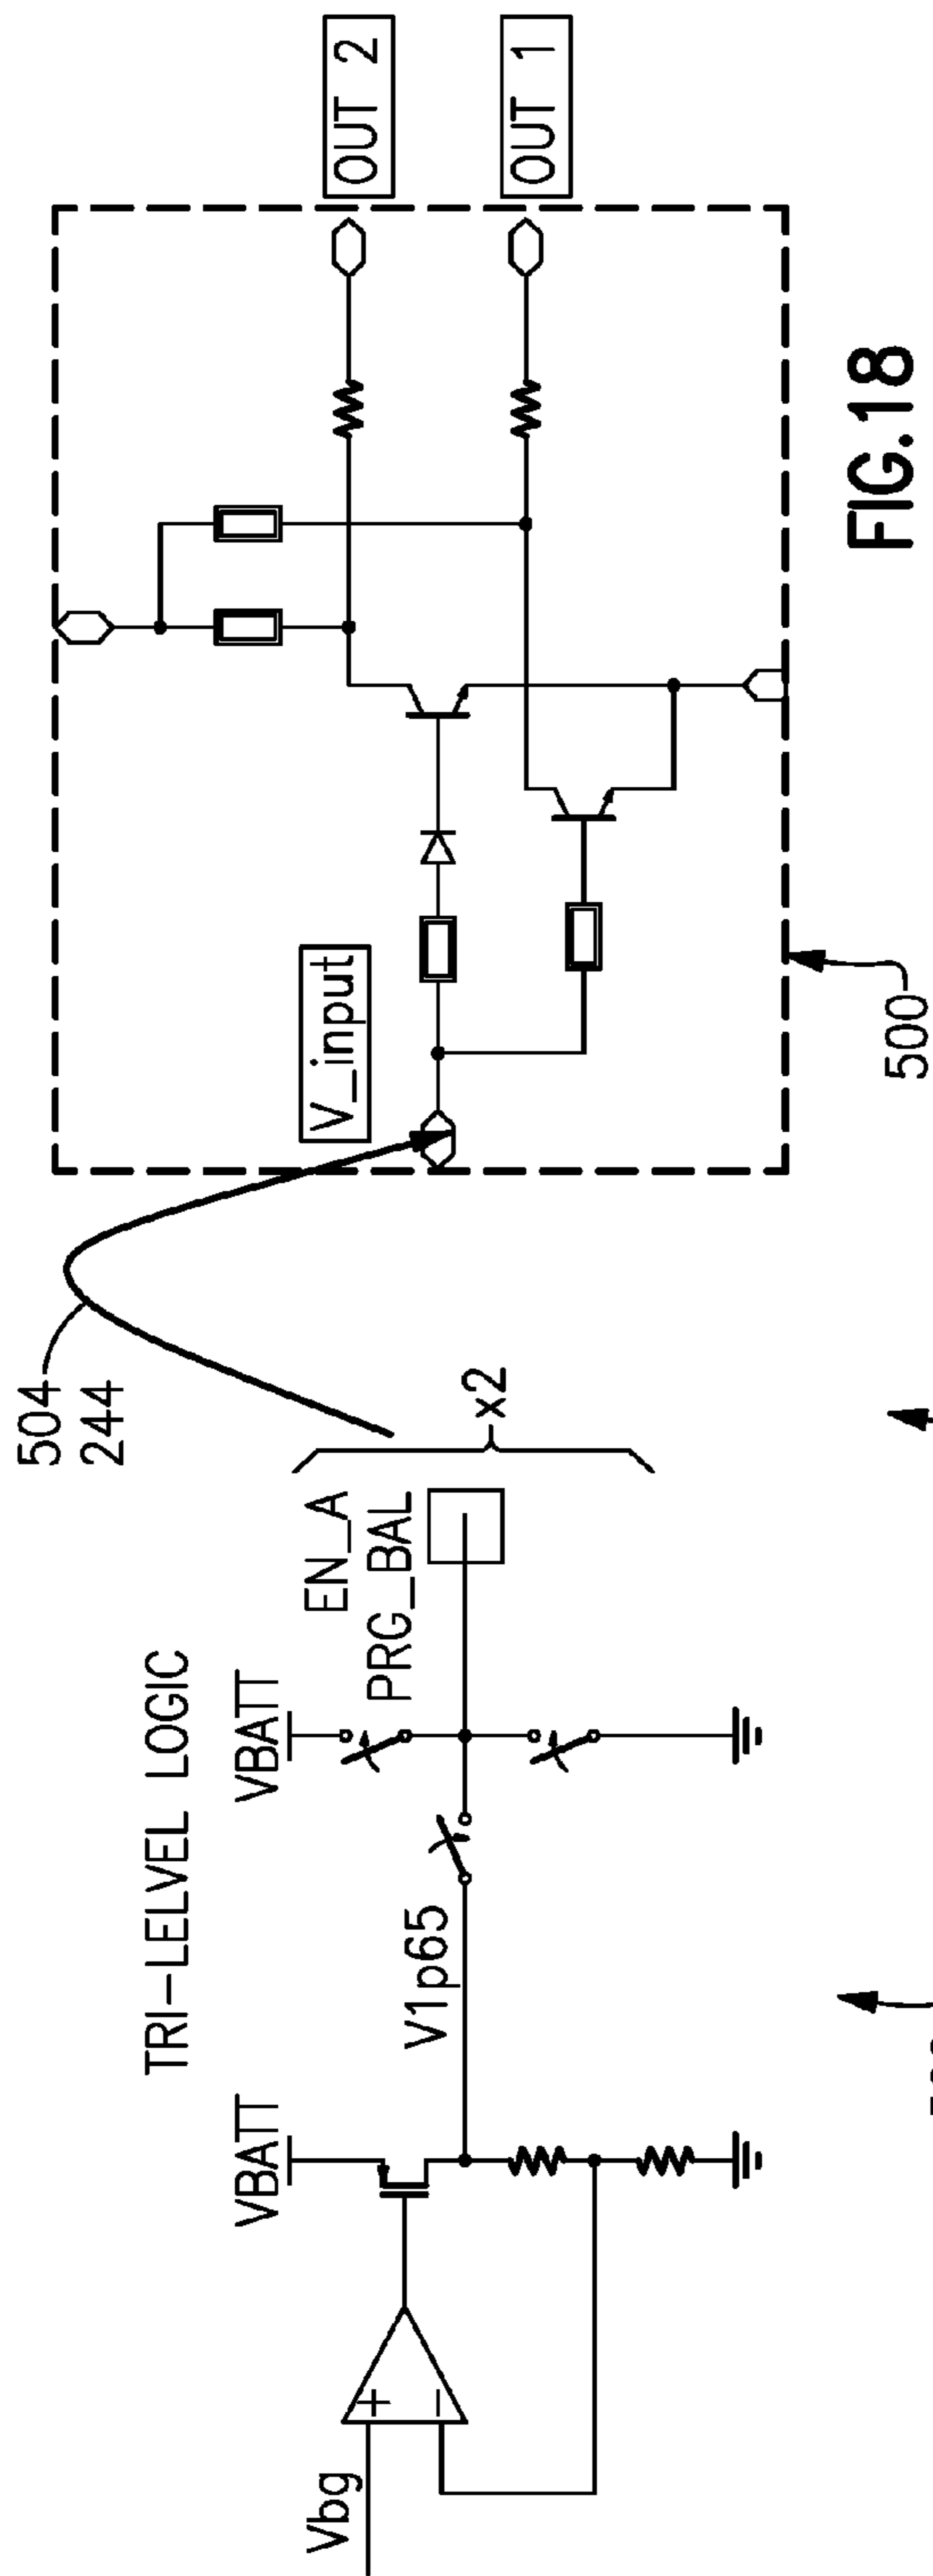 TRI-LELVEL LOGIC
VBATT
VBATT
Vbg
+
−
V1p65
EN_A
PRG_BAL
x2
504
244
V_input
OUT 2
OUT 1
500
FIG.18